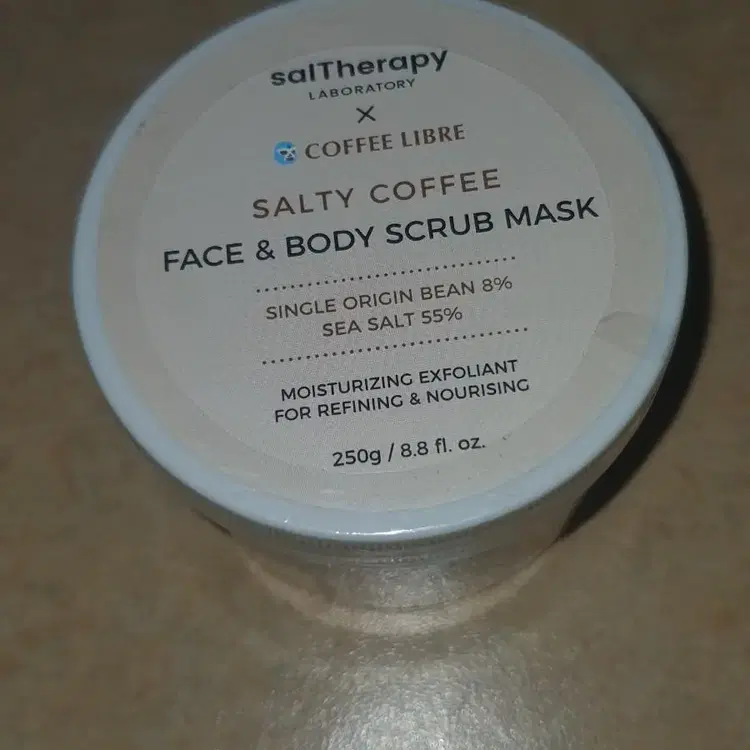 salTherapy
LABORATORY
X
COFFEE LIBRE
SALTY COFFEE
FACE & BODY SCRUB MASK
SINGLE ORIGIN BEAN 8%
SEA SALT 55%
MOISTURIZING EXFOLIANT
FOR REFINING & NOURISING
250g / 8.8 fl. oz.